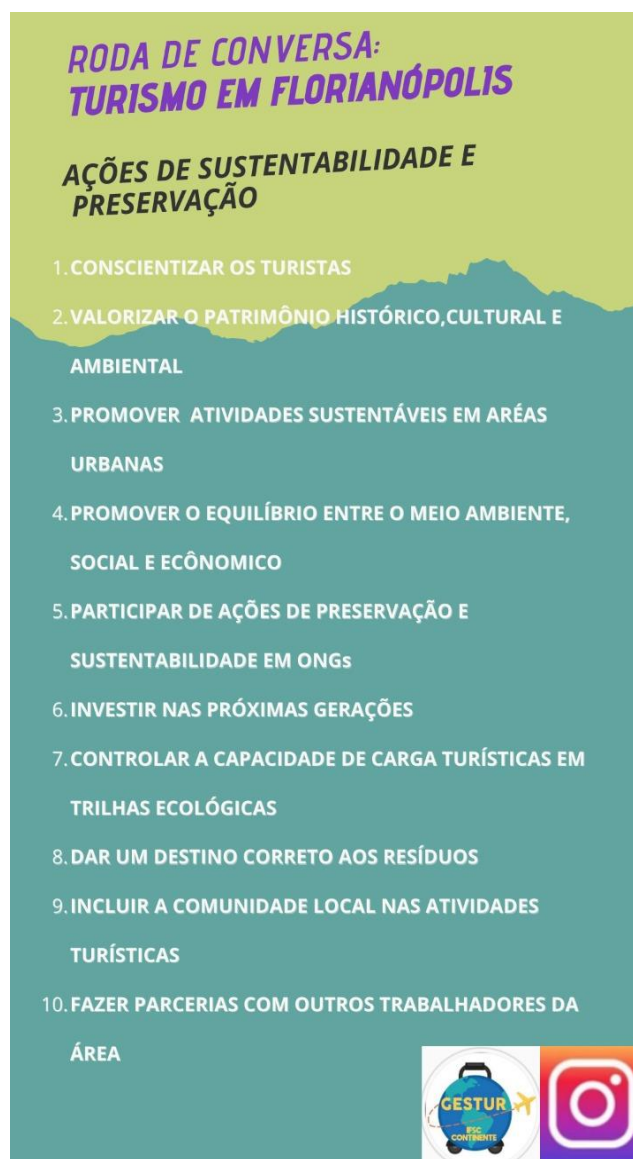 RODA DE CONVERSA:
TURISMO EM FLORIANÓPOLIS
AÇÕES DE SUSTENTABILIDADE E
PRESERVAÇÃO
1. CONSCIENTIZAR OS TURISTAS
2. VALORIZAR O PATRIMÔNIO HISTÓRICO,CULTURAL E
AMBIENTAL
3. PROMOVER ATIVIDADES SUSTENTÁVEIS EM ARÉAS
URBANAS
4. PROMOVER O EQUILÍBRIO ENTRE O MEIO AMBIENTE,
SOCIAL E ECÔNOMICO
5. PARTICIPAR DE AÇÕES DE PRESERVAÇÃO E
SUSTENTABILIDADE EM ONGs
6. INVESTIR NAS PRÓXIMAS GERAÇÕES
7. CONTROLAR A CAPACIDADE DE CARGA TURÍSTICAS EM
TRILHAS ECOLÓGICAS
8. DAR UM DESTINO CORRETO AOS RESÍDUOS
9. INCLUIR A COMUNIDADE LOCAL NAS ATIVIDADES
TURÍSTICAS
10. FAZER PARCERIAS COM OUTROS TRABALHADORES DA
ÁREA
GESTUR
IFSC
CONTINENTE